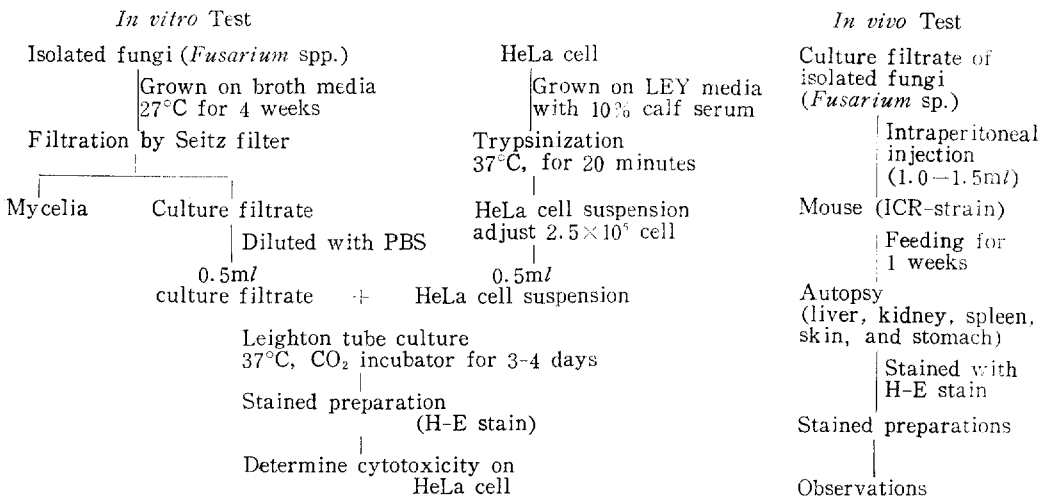 In vitro Test
Isolated fungi (Fusarium spp.)
Grown on broth media
27°C for 4 weeks
Filtration by Seitz filter
Mycelia
Culture filtrate
Diluted with PBS
0.5ml
culture filtrate
+
HeLa cell
Grown on LEY media
with 10% calf serum
Trypsinization
37°C, for 20 minutes
HeLa cell suspension
adjust 2.5×10⁵ cell
0.5ml
HeLa cell suspension
Leighton tube culture
37°C, CO₂ incubator for 3-4 days
Stained preparation
(H-E stain)
Determine cytotoxicity on
HeLa cell
In vivo Test
Culture filtrate of
isolated fungi
(Fusarium sp.)
Intraperitoneal
injection
(1.0−1.5ml)
Mouse (ICR-strain)
Feeding for
1 weeks
Autopsy
(liver, kidney, spleen,
skin, and stomach)
Stained with
H-E stain
Stained preparations
Observations